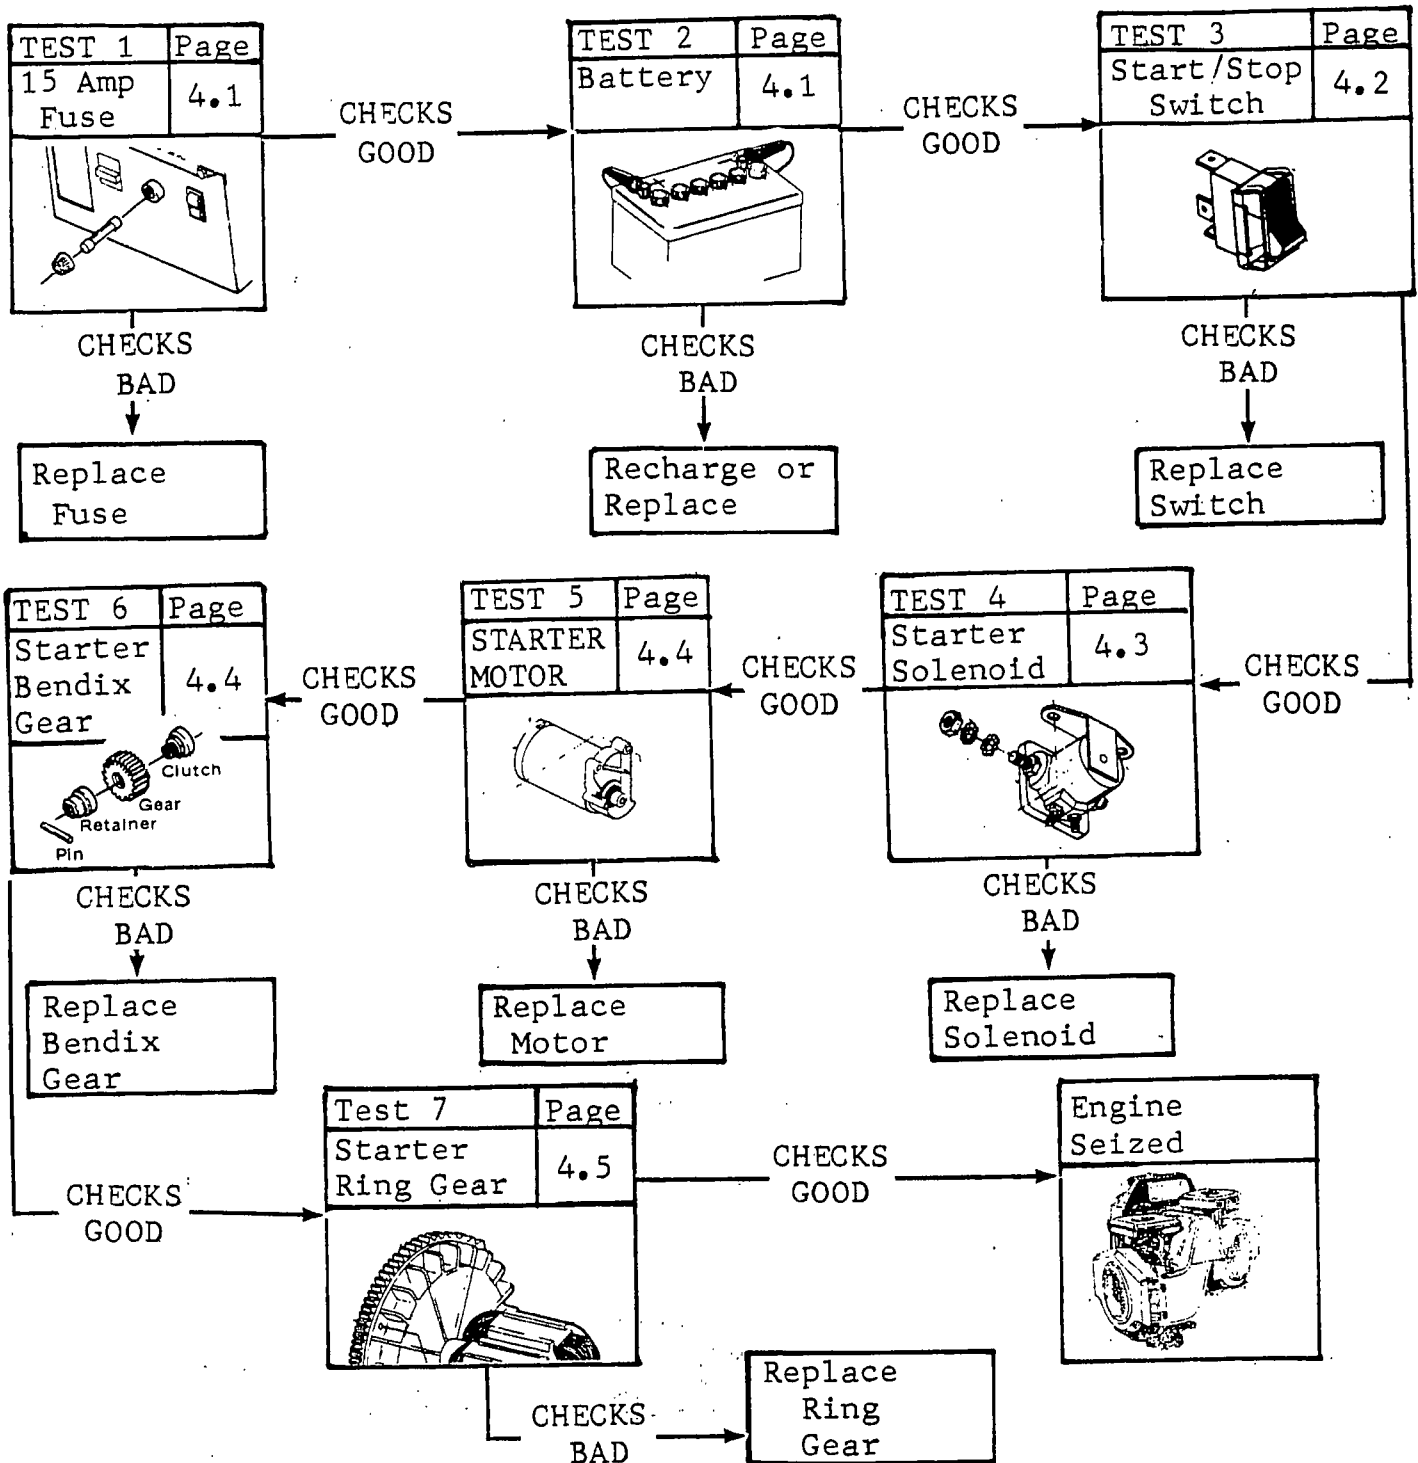 TEST 1 Page
15 Amp
Fuse
4.1
CHECKS
GOOD
TEST 2 Page
Battery
4.1
CHECKS
GOOD
TEST 3 Page
Start/Stop
Switch
4.2
CHECKS
BAD
Replace
Fuse
CHECKS
BAD
Recharge or
Replace
CHECKS
BAD
Replace
Switch
CHECKS
GOOD
TEST 4 Page
Starter
Solenoid
4.3
CHECKS
BAD
Replace
Solenoid
CHECKS
GOOD
TEST 5 Page
STARTER
MOTOR
4.4
CHECKS
BAD
Replace
Motor
CHECKS
GOOD
TEST 6 Page
Starter
Bendix
Gear
4.4
Clutch
Gear
Retainer
Pin
CHECKS
BAD
Replace
Bendix
Gear
CHECKS
GOOD
Test 7 Page
Starter
Ring Gear
4.5
CHECKS
GOOD
Engine
Seized
CHECKS
BAD
Replace
Ring
Gear